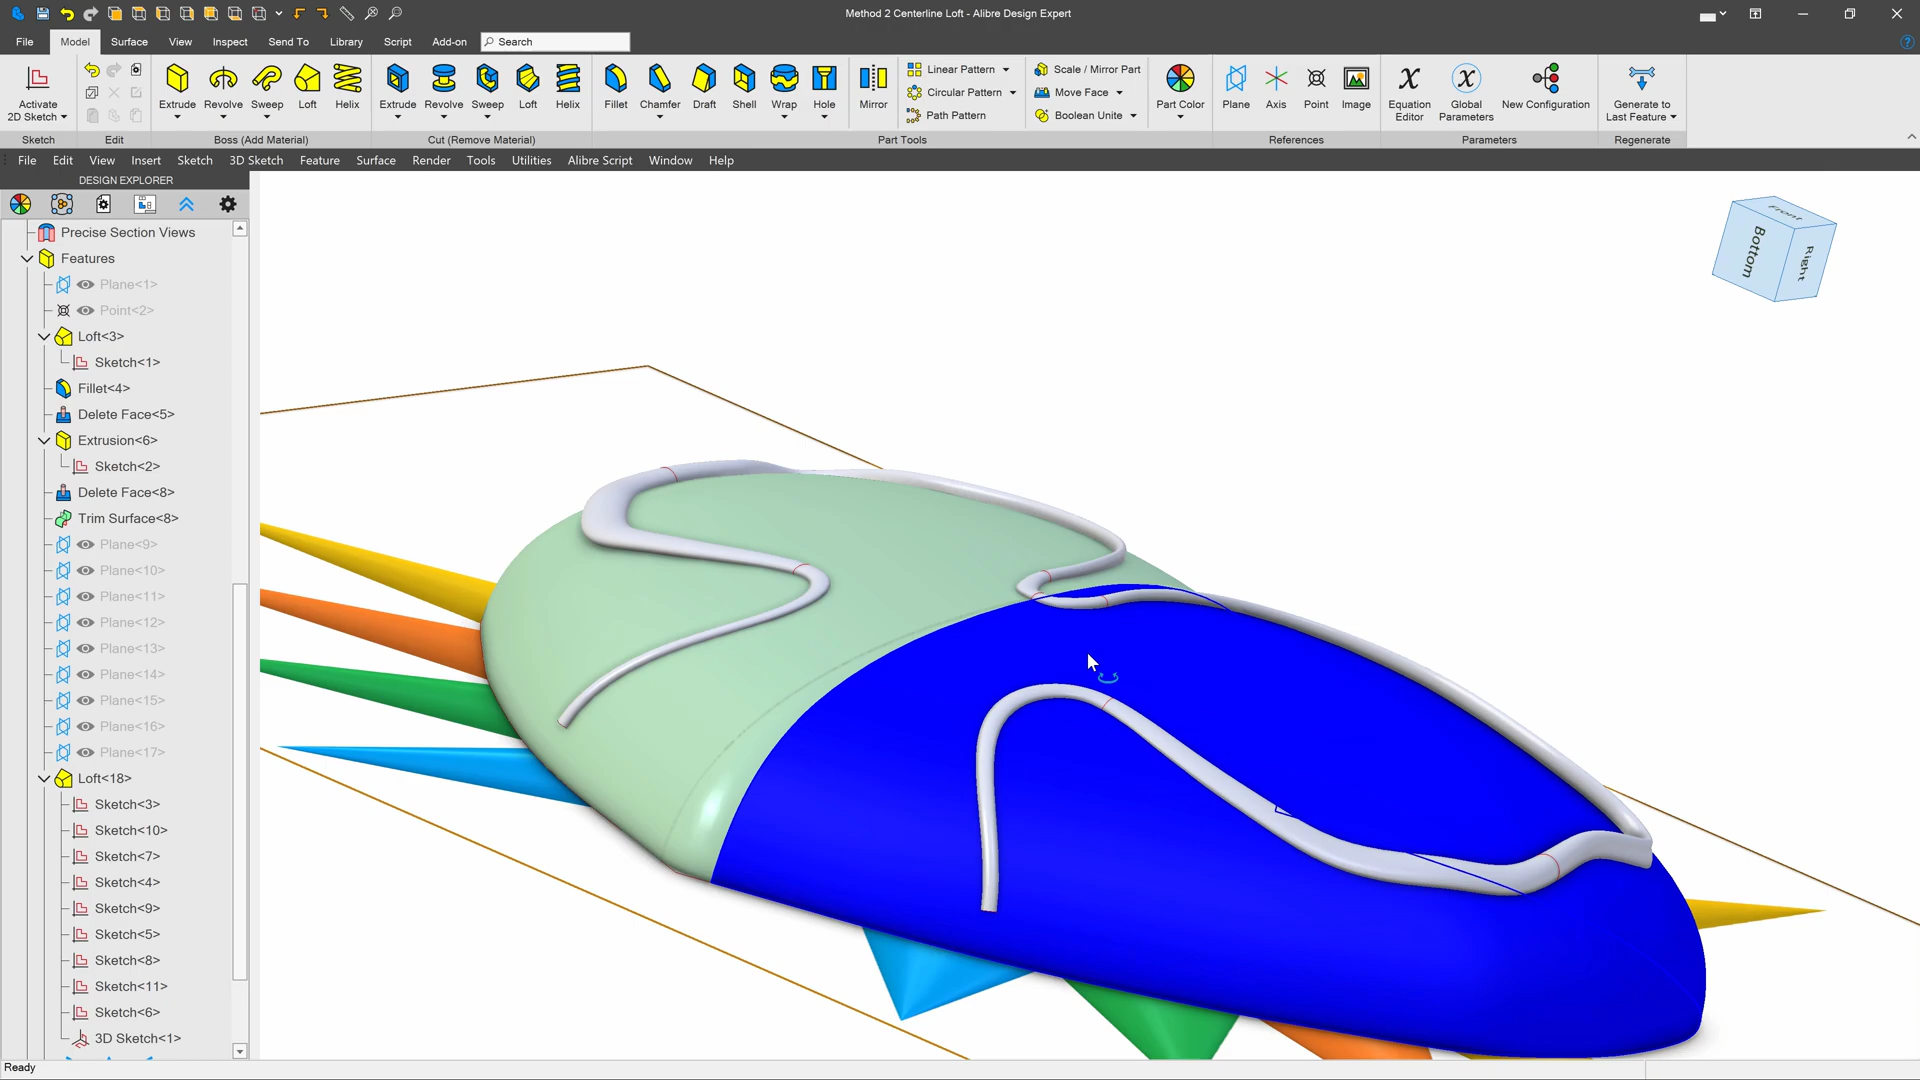 Method 2 Centerline Loft - Alibre Design Expert
File Model Surface View Inspect Send To Library Script Add-on Search
Activate 2D Sketch
Extrude Revolve Sweep Loft Helix
Extrude Revolve Sweep Loft Helix
Fillet Chamfer Draft Shell Wrap Hole
Mirror
Linear Pattern
Circular Pattern
Path Pattern
Scale / Mirror Part
Move Face
Boolean Unite
Part Color
Plane Axis Point Image
Equation Editor
Global Parameters
New Configuration
Generate to Last Feature
Sketch Edit Boss (Add Material) Cut (Remove Material) Part Tools References Parameters Regenerate
File Edit View Insert Sketch 3D Sketch Feature Surface Render Tools Utilities Alibre Script Window Help
DESIGN EXPLORER
Precise Section Views
Features
Plane<1>
Point<2>
Loft<3>
Sketch<1>
Fillet<4>
Delete Face<5>
Extrusion<6>
Sketch<2>
Delete Face<8>
Trim Surface<8>
Plane<9>
Plane<10>
Plane<11>
Plane<12>
Plane<13>
Plane<14>
Plane<15>
Plane<16>
Plane<17>
Loft<18>
Sketch<3>
Sketch<10>
Sketch<7>
Sketch<4>
Sketch<9>
Sketch<5>
Sketch<8>
Sketch<11>
Sketch<6>
3D Sketch<1>
Front
Bottom
Right
Ready